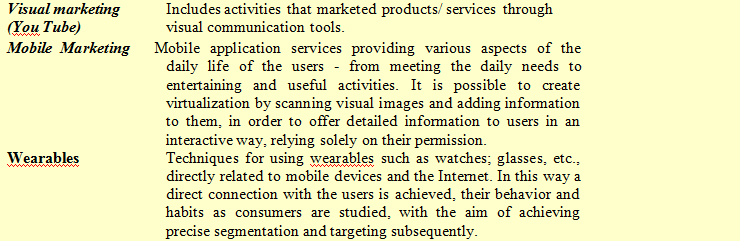 Visual marketing Includes activities that marketed products/ services through
(You Tube) visual communication tools.
Mobile Marketing Mobile application services providing various aspects of the
daily life of the users - from meeting the daily needs to
entertaining and useful activities. It is possible to create
virtualization by scanning visual images and adding information
to them, in order to offer detailed information to users in an
interactive way, relying solely on their permission.
Wearables Techniques for using wearables such as watches; glasses, etc.,
directly related to mobile devices and the Internet. In this way a
direct connection with the users is achieved, their behavior and
habits as consumers are studied, with the aim of achieving
precise segmentation and targeting subsequently.